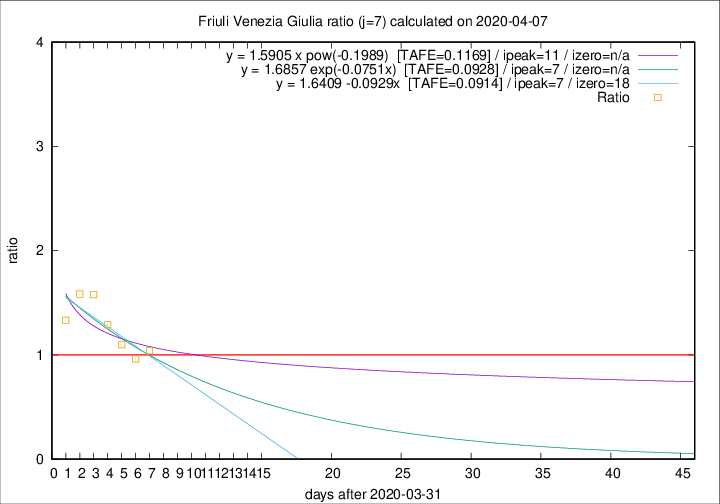 Friuli Venezia Giulia ratio (j=7) calculated on 2020-04-07
y = 1.5905 x pow(-0.1989) [TAFE=0.1169] / ipeak=11 / izero=n/a
y = 1.6857 exp(-0.0751x) [TAFE=0.0928] / ipeak=7 / izero=n/a
y = 1.6409 -0.0929x [TAFE=0.0914] / ipeak=7 / izero=18
Ratio
4
3
2
1
0
ratio
0 1 2 3 4 5 6 7 8 9 10 11 12 13 14 15 20 25 30 35 40 45
days after 2020-03-31